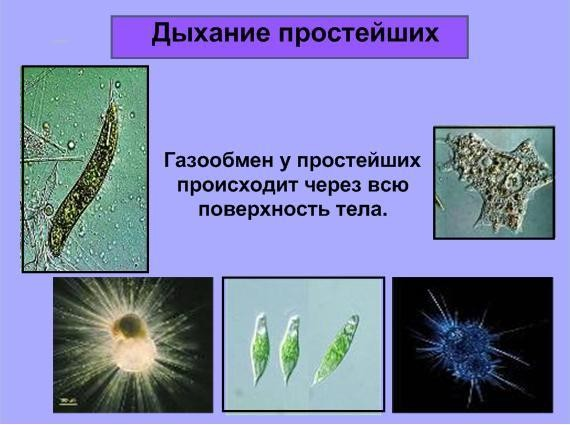 Дыхание простейших
Газообмен у простейших
происходит через всю
поверхность тела.